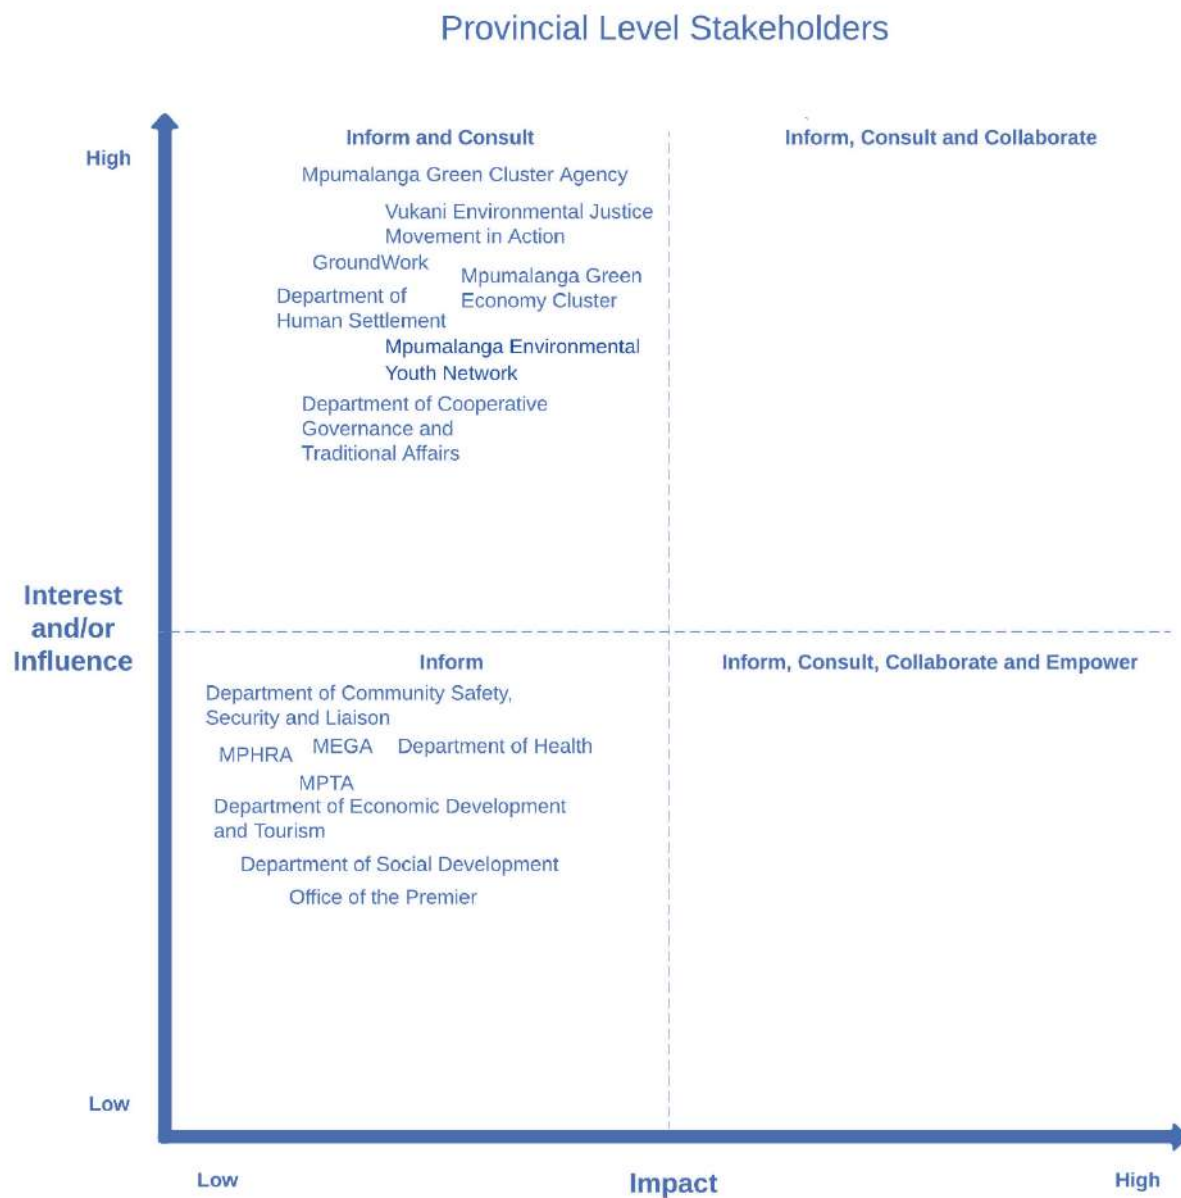 Provincial Level Stakeholders
High
Inform and Consult
Inform, Consult and Collaborate
Mpumalanga Green Cluster Agency
Vukani Environmental Justice
Movement in Action
GroundWork
Mpumalanga Green
Economy Cluster
Department of
Human Settlement
Mpumalanga Environmental
Youth Network
Department of Cooperative
Governance and
Traditional Affairs
Interest
and/or
Influence
Inform
Inform, Consult, Collaborate and Empower
Department of Community Safety,
Security and Liaison
MPHRA
MEGA
Department of Health
MPTA
Department of Economic Development
and Tourism
Department of Social Development
Office of the Premier
Low
Low
Impact
High